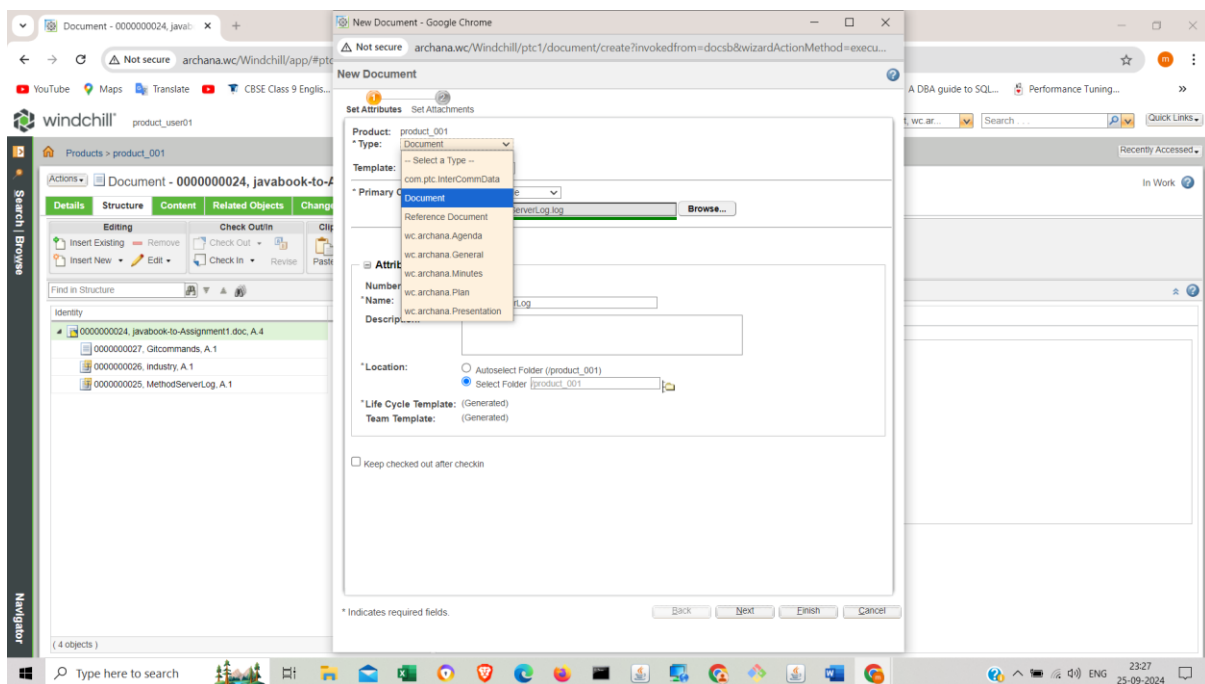 Document - 0000000024, javab
New Document - Google Chrome
Not secure archana.wc/Windchill/app/#ptc
Not secure archana.wc/Windchill/ptc1/document/create?invokedfrom=docsb&wizardActionMethod=execu...
m
YouTube Maps Translate CBSE Class 9 Englis...
A DBA guide to SQL... Performance Tuning...
New Document
1 2
Set Attributes Set Attachments
windchill product_user01
t, wc.ar... Search . . . Quick Links
Products > product_001
Recently Accessed
Actions Document - 0000000024, javabook-to-A
In Work
Details Structure Content Related Objects Change
Editing Check Out/In Clip
Insert Existing Remove Check Out
Insert New Edit Check In Revise Paste
Find in Structure
Identity
0000000024, javabook-to-Assignment1.doc, A.4
0000000027, Gitcommands, A.1
0000000026, industry, A.1
0000000025, MethodServerLog, A.1
( 4 objects )
Search | Browse
Navigator
Product: product_001
* Type: Document
-- Select a Type --
com.ptc.InterCommData
Document
Reference Document
wc.archana.Agenda
wc.archana.General
wc.archana.Minutes
wc.archana.Plan
wc.archana.Presentation
Template:
* Primary C e
erverLog.log Browse...
Attrib
Number
*Name: rLog
Description:
*Location: Autoselect Folder (/product_001)
Select Folder /product_001
*Life Cycle Template: (Generated)
Team Template: (Generated)
Keep checked out after checkin
* Indicates required fields. Back Next Finish Cancel
Type here to search
ENG 23:27
25-09-2024